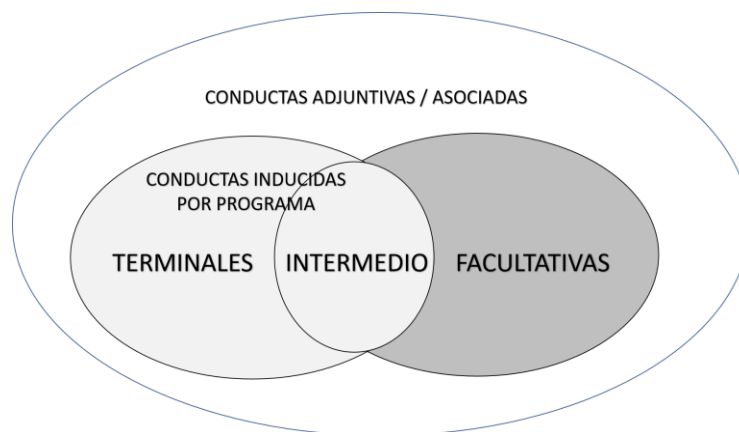 CONDUCTAS ADJUNTIVAS / ASOCIADAS
CONDUCTAS INDUCIDAS
POR PROGRAMA
TERMINALES
INTERMEDIO
FACULTATIVAS